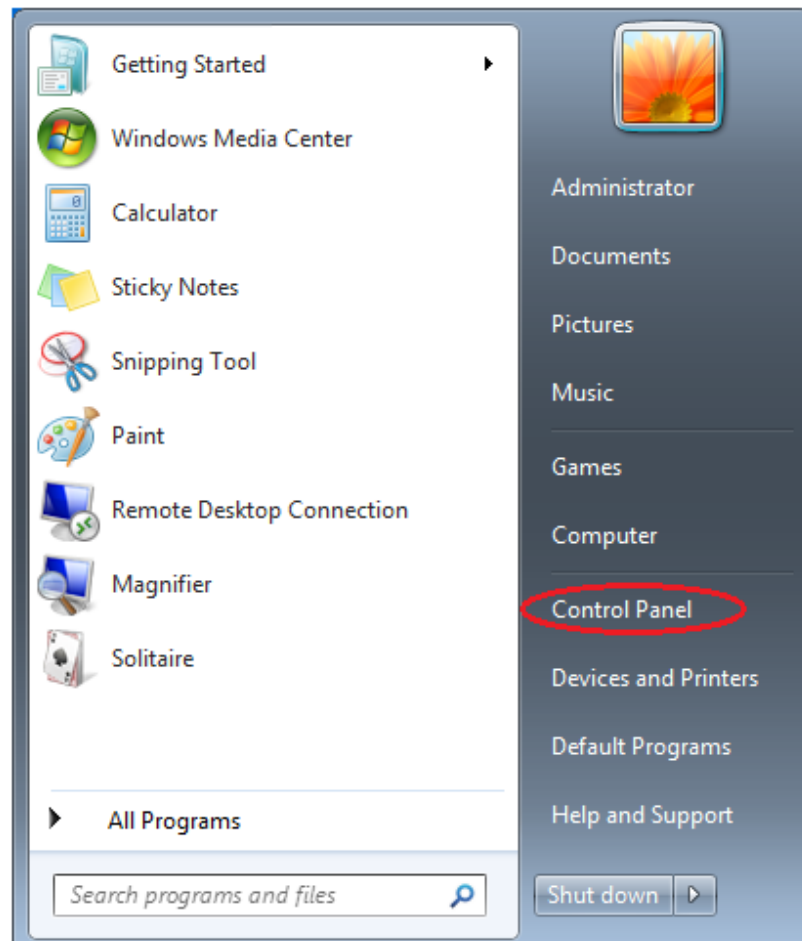 Getting Started
Windows Media Center
Calculator
Sticky Notes
Snipping Tool
Paint
Remote Desktop Connection
Magnifier
Solitaire
All Programs
Search programs and files
Administrator
Documents
Pictures
Music
Games
Computer
Control Panel
Devices and Printers
Default Programs
Help and Support
Shut down